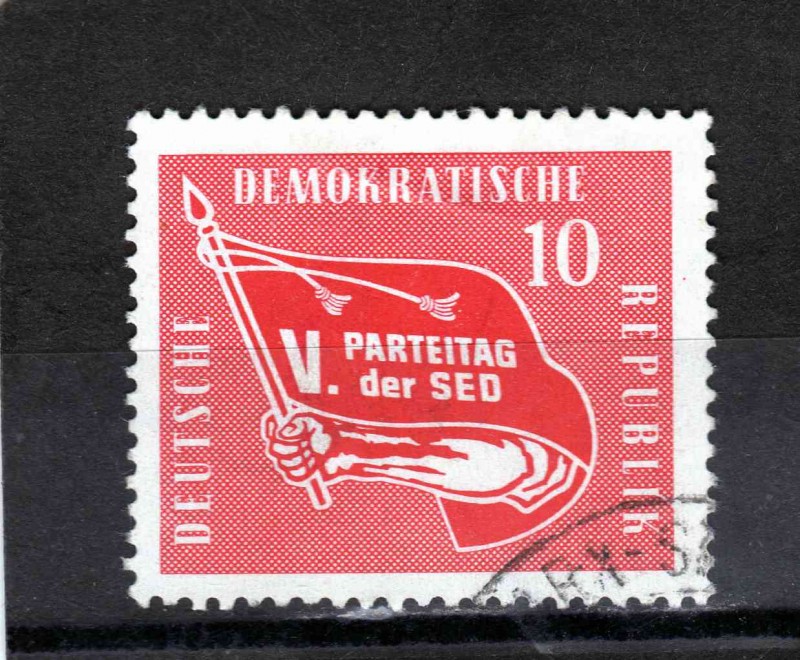 DEUTSCHE
DEMOKRATISCHE
REPUBLIK
10
V. PARTEITAG
der SED